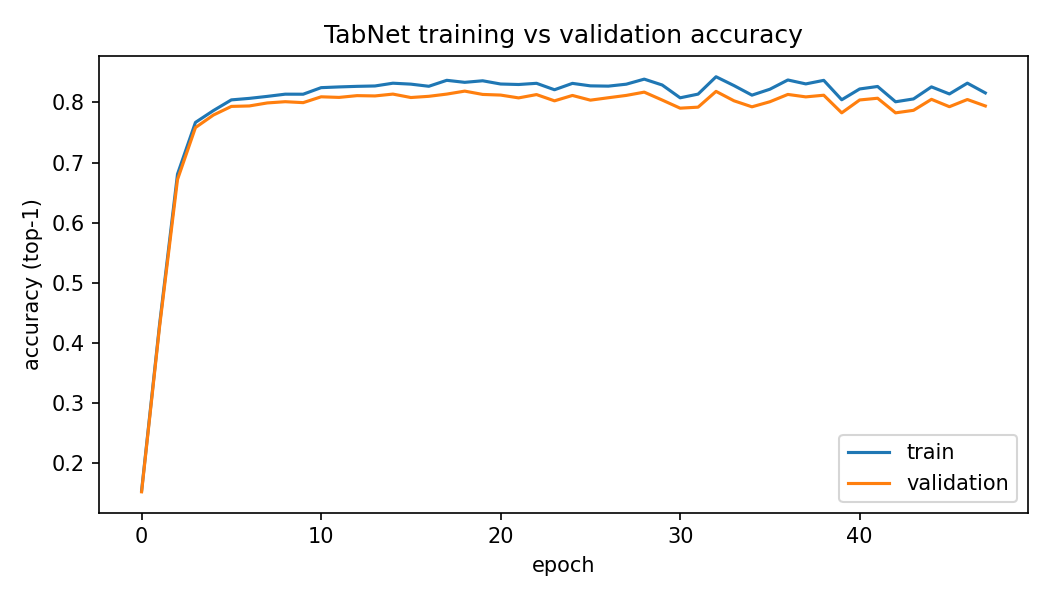 TabNet training vs validation accuracy
accuracy (top-1)
0.8
0.7
0.6
0.5
0.4
0.3
0.2
0 10 20 30 40
epoch
train
validation